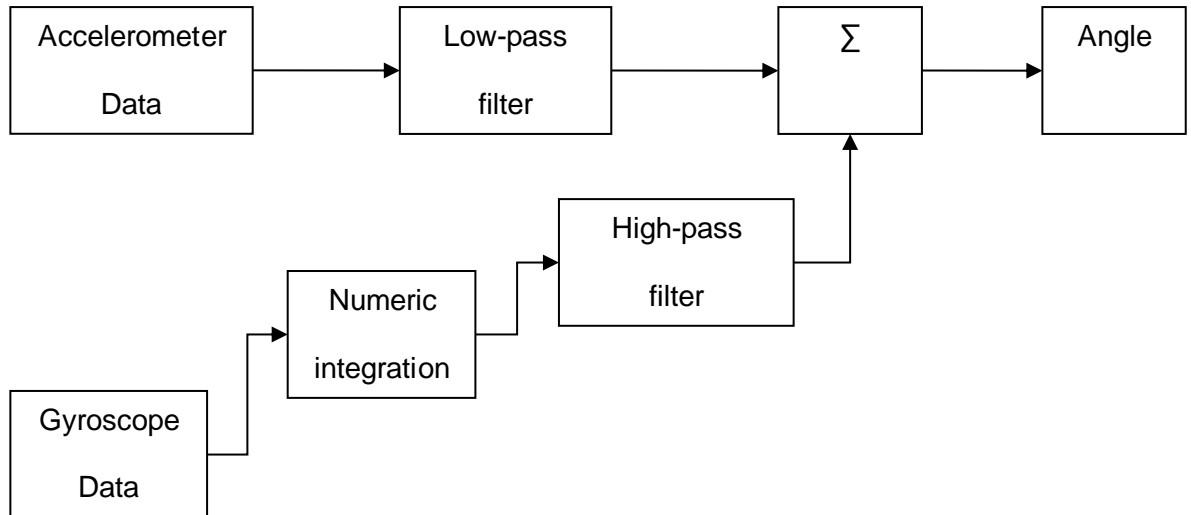 Accelerometer
Data
Low-pass
filter
Σ
Angle
High-pass
filter
Numeric
integration
Gyroscope
Data